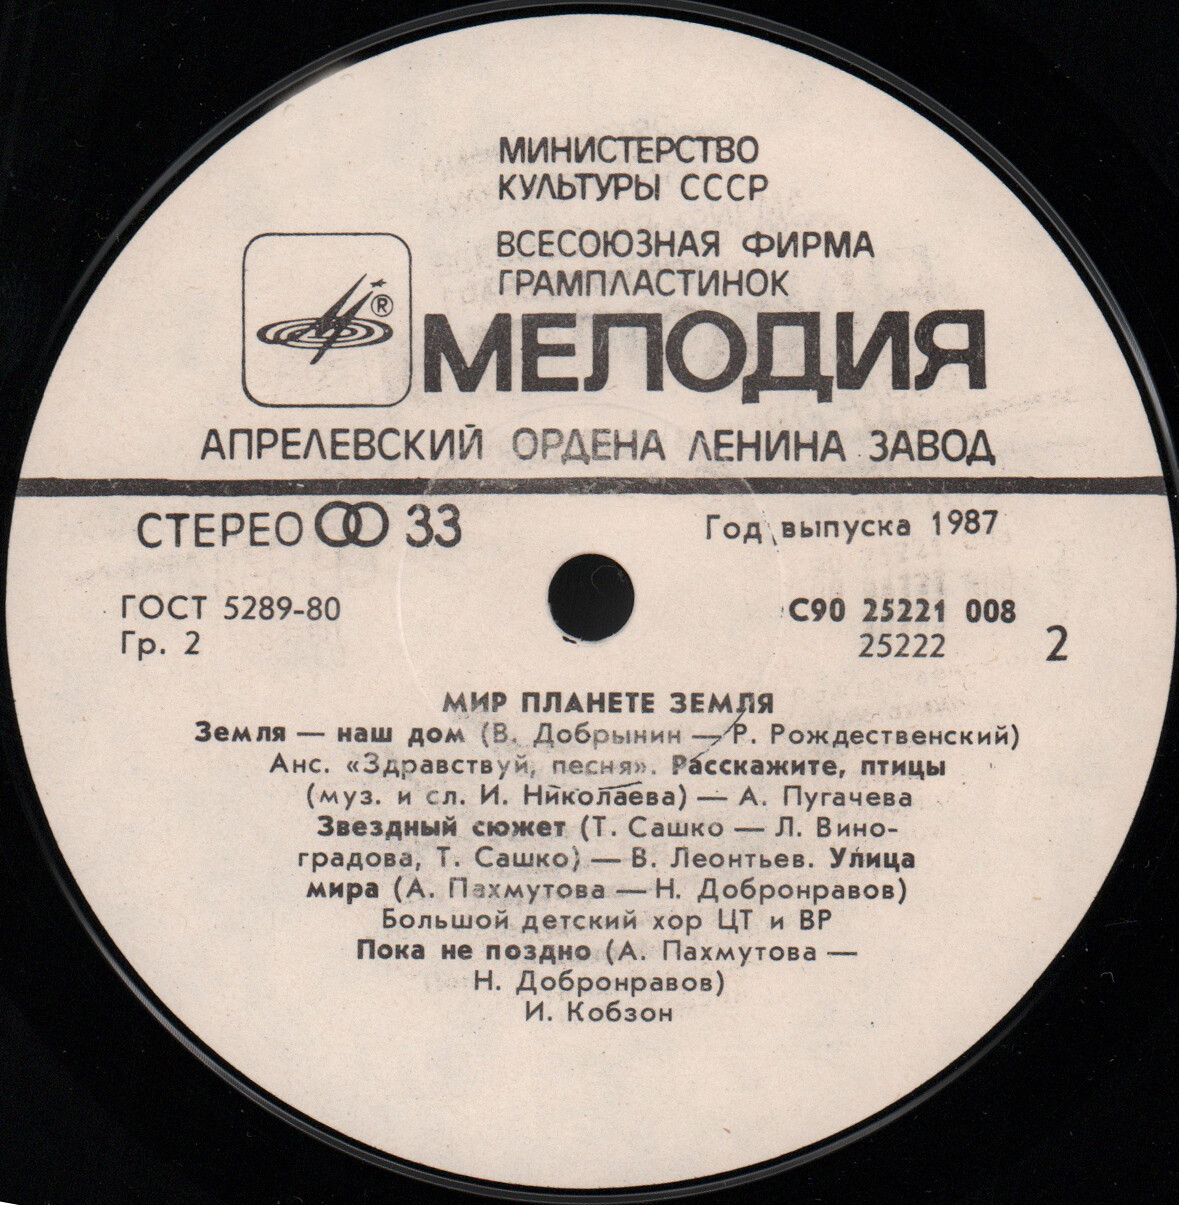 МИНИСТЕРСТВО
КУЛЬТУРЫ СССР
ВСЕСОЮЗНАЯ ФИРМА
ГРАМПЛАСТИНОК
®
МЕЛОДИЯ
АПРЕЛЕВСКИЙ ОРДЕНА ЛЕНИНА ЗАВОД
СТЕРЕО 33
Год выпуска 1987
ГОСТ 5289-80
Гр. 2
С90 25221 008
25222
2
МИР ПЛАНЕТЕ ЗЕМЛЯ
Земля — наш дом (В. Добрынин — Р. Рождественский)
Анс. «Здравствуй, песня». Расскажите, птицы
(муз. и сл. И. Николаева) — А. Пугачева
Звездный сюжет (Т. Сашко — Л. Вино-
градова, Т. Сашко) — В. Леонтьев. Улица
мира (А. Пахмутова — Н. Добронравов)
Большой детский хор ЦТ и ВР
Пока не поздно (А. Пахмутова —
Н. Добронравов)
И. Кобзон